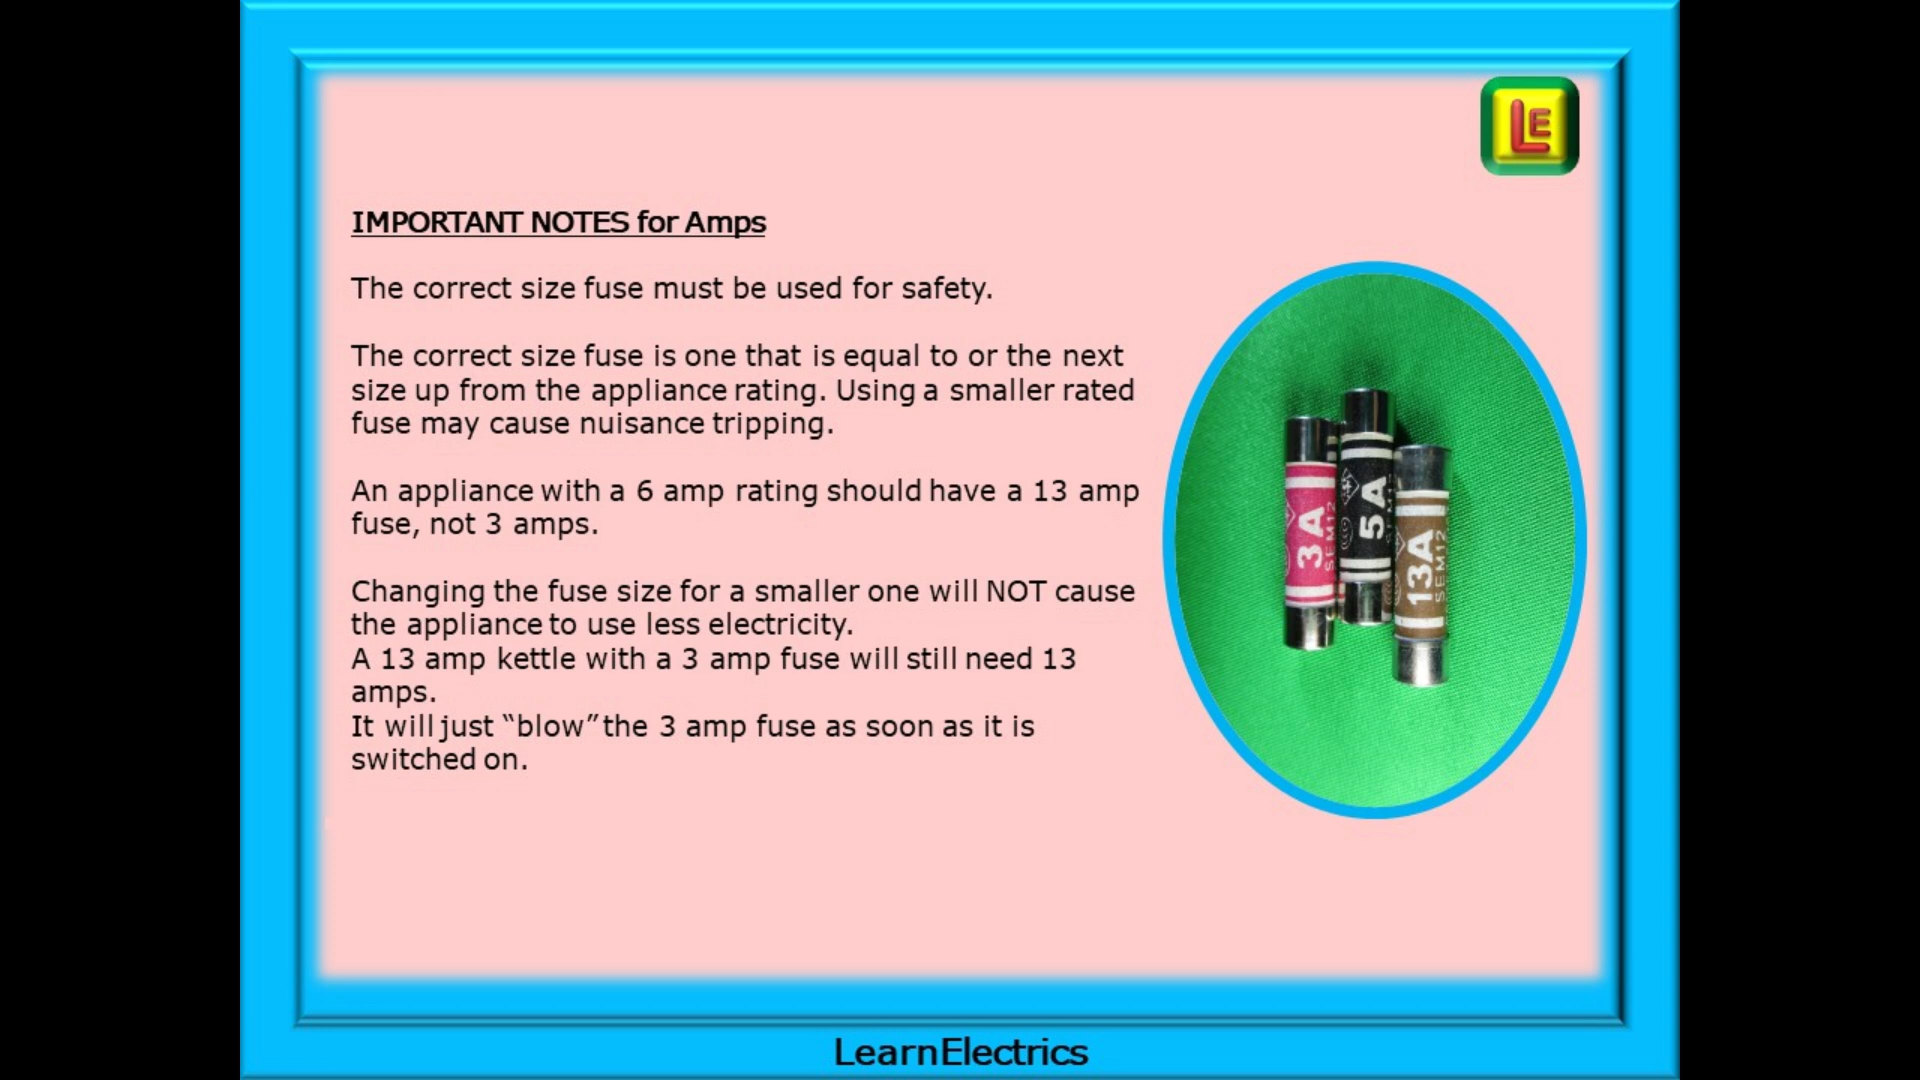 LE
IMPORTANT NOTES for Amps
The correct size fuse must be used for safety.
The correct size fuse is one that is equal to or the next
size up from the appliance rating. Using a smaller rated
fuse may cause nuisance tripping.
An appliance with a 6 amp rating should have a 13 amp
fuse, not 3 amps.
Changing the fuse size for a smaller one will NOT cause
the appliance to use less electricity.
A 13 amp kettle with a 3 amp fuse will still need 13
amps.
It will just “blow” the 3 amp fuse as soon as it is
switched on.
3A
SEM12
5A
13A
SEM12
LearnElectrics